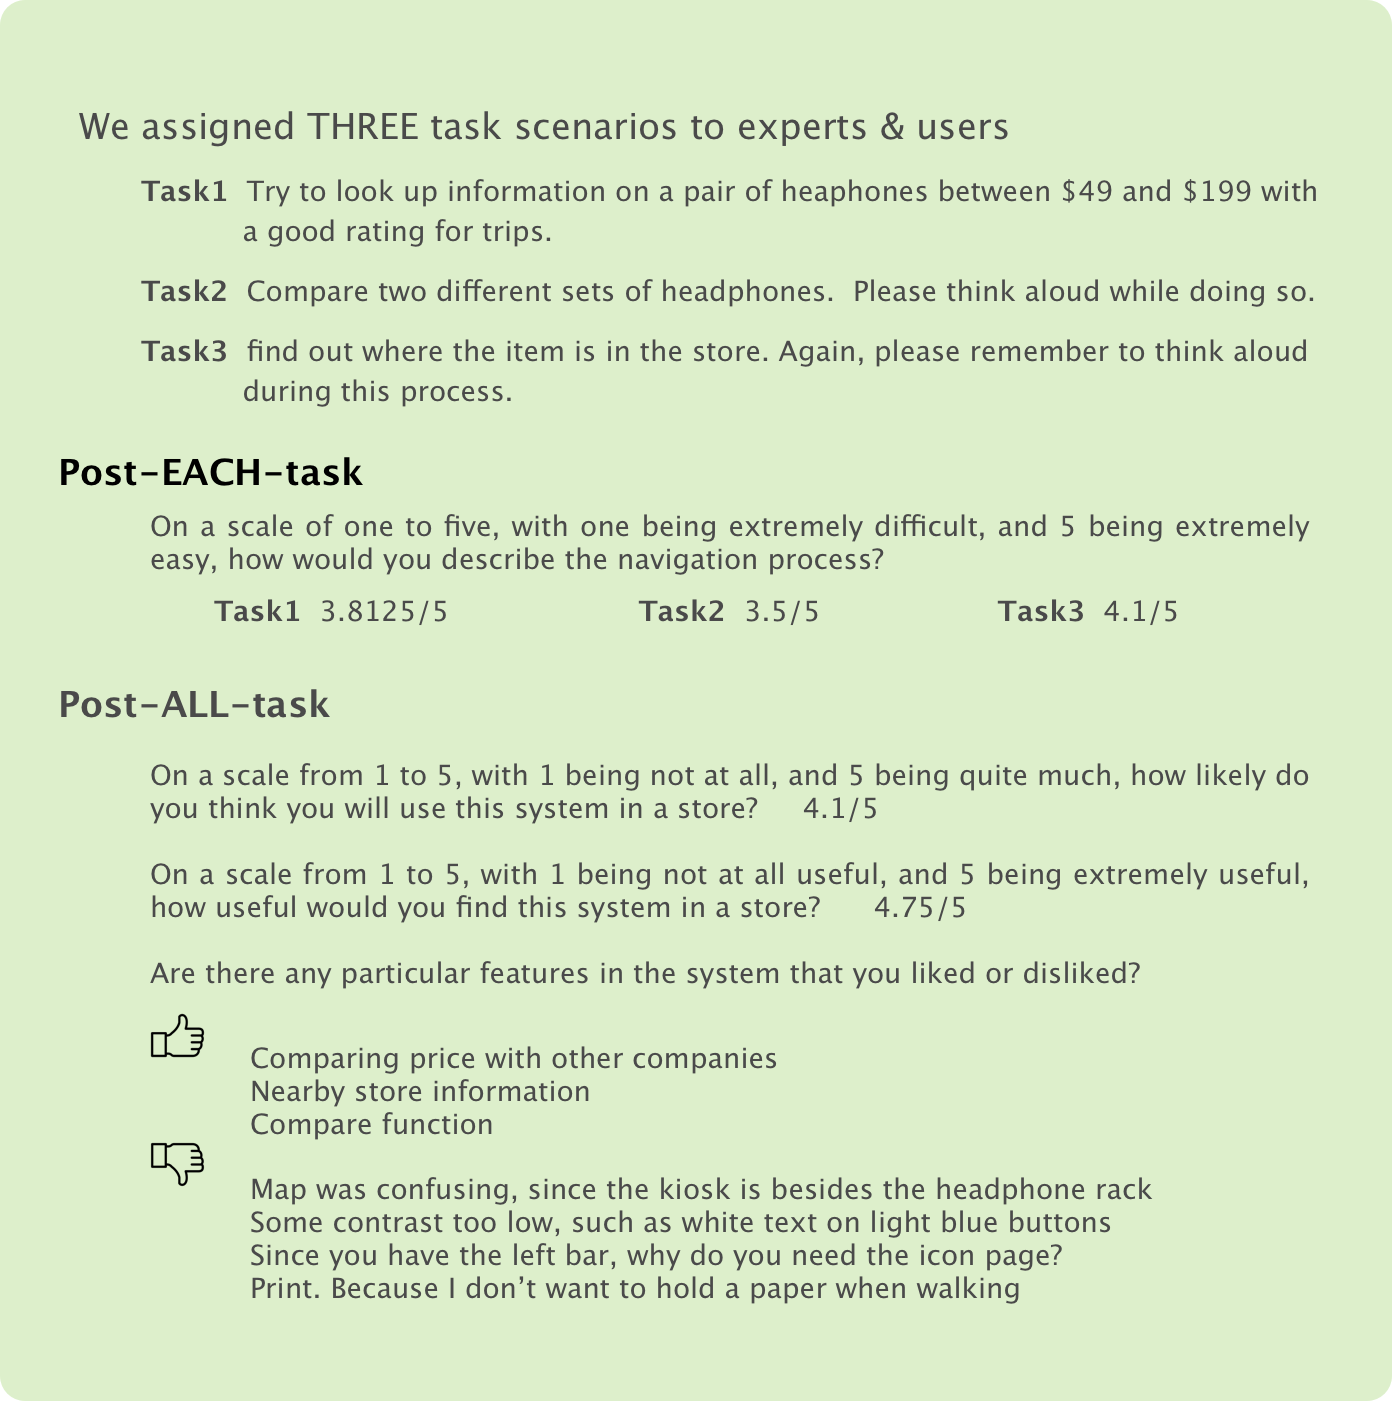 We assigned THREE task scenarios to experts & users
Task1 Try to look up information on a pair of heaphones between $49 and $199 with
a good rating for trips.
Task2 Compare two different sets of headphones. Please think aloud while doing so.
Task3 find out where the item is in the store. Again, please remember to think aloud
during this process.
Post-EACH-task
On a scale of one to five, with one being extremely difficult, and 5 being extremely
easy, how would you describe the navigation process?
Task1 3.8125/5 Task2 3.5/5 Task3 4.1/5
Post-ALL-task
On a scale from 1 to 5, with 1 being not at all, and 5 being quite much, how likely do
you think you will use this system in a store? 4.1/5
On a scale from 1 to 5, with 1 being not at all useful, and 5 being extremely useful,
how useful would you find this system in a store? 4.75/5
Are there any particular features in the system that you liked or disliked?
Comparing price with other companies
Nearby store information
Compare function
Map was confusing, since the kiosk is besides the headphone rack
Some contrast too low, such as white text on light blue buttons
Since you have the left bar, why do you need the icon page?
Print. Because I don’t want to hold a paper when walking